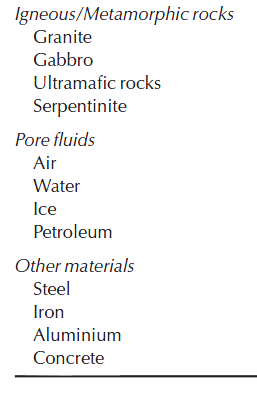 Igneous/Metamorphic rocks
Granite
Gabbro
Ultramafic rocks
Serpentinite
Pore fluids
Air
Water
Ice
Petroleum
Other materials
Steel
Iron
Aluminium
Concrete